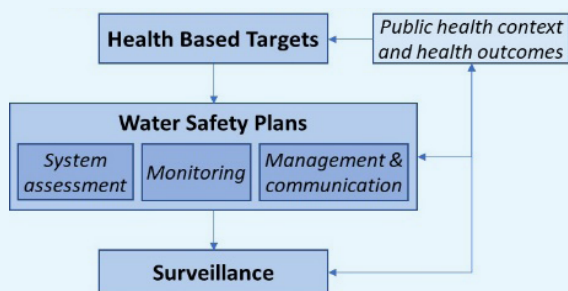 Health Based Targets
Public health context
and health outcomes
Water Safety Plans
System
assessment
Monitoring
Management &
communication
Surveillance